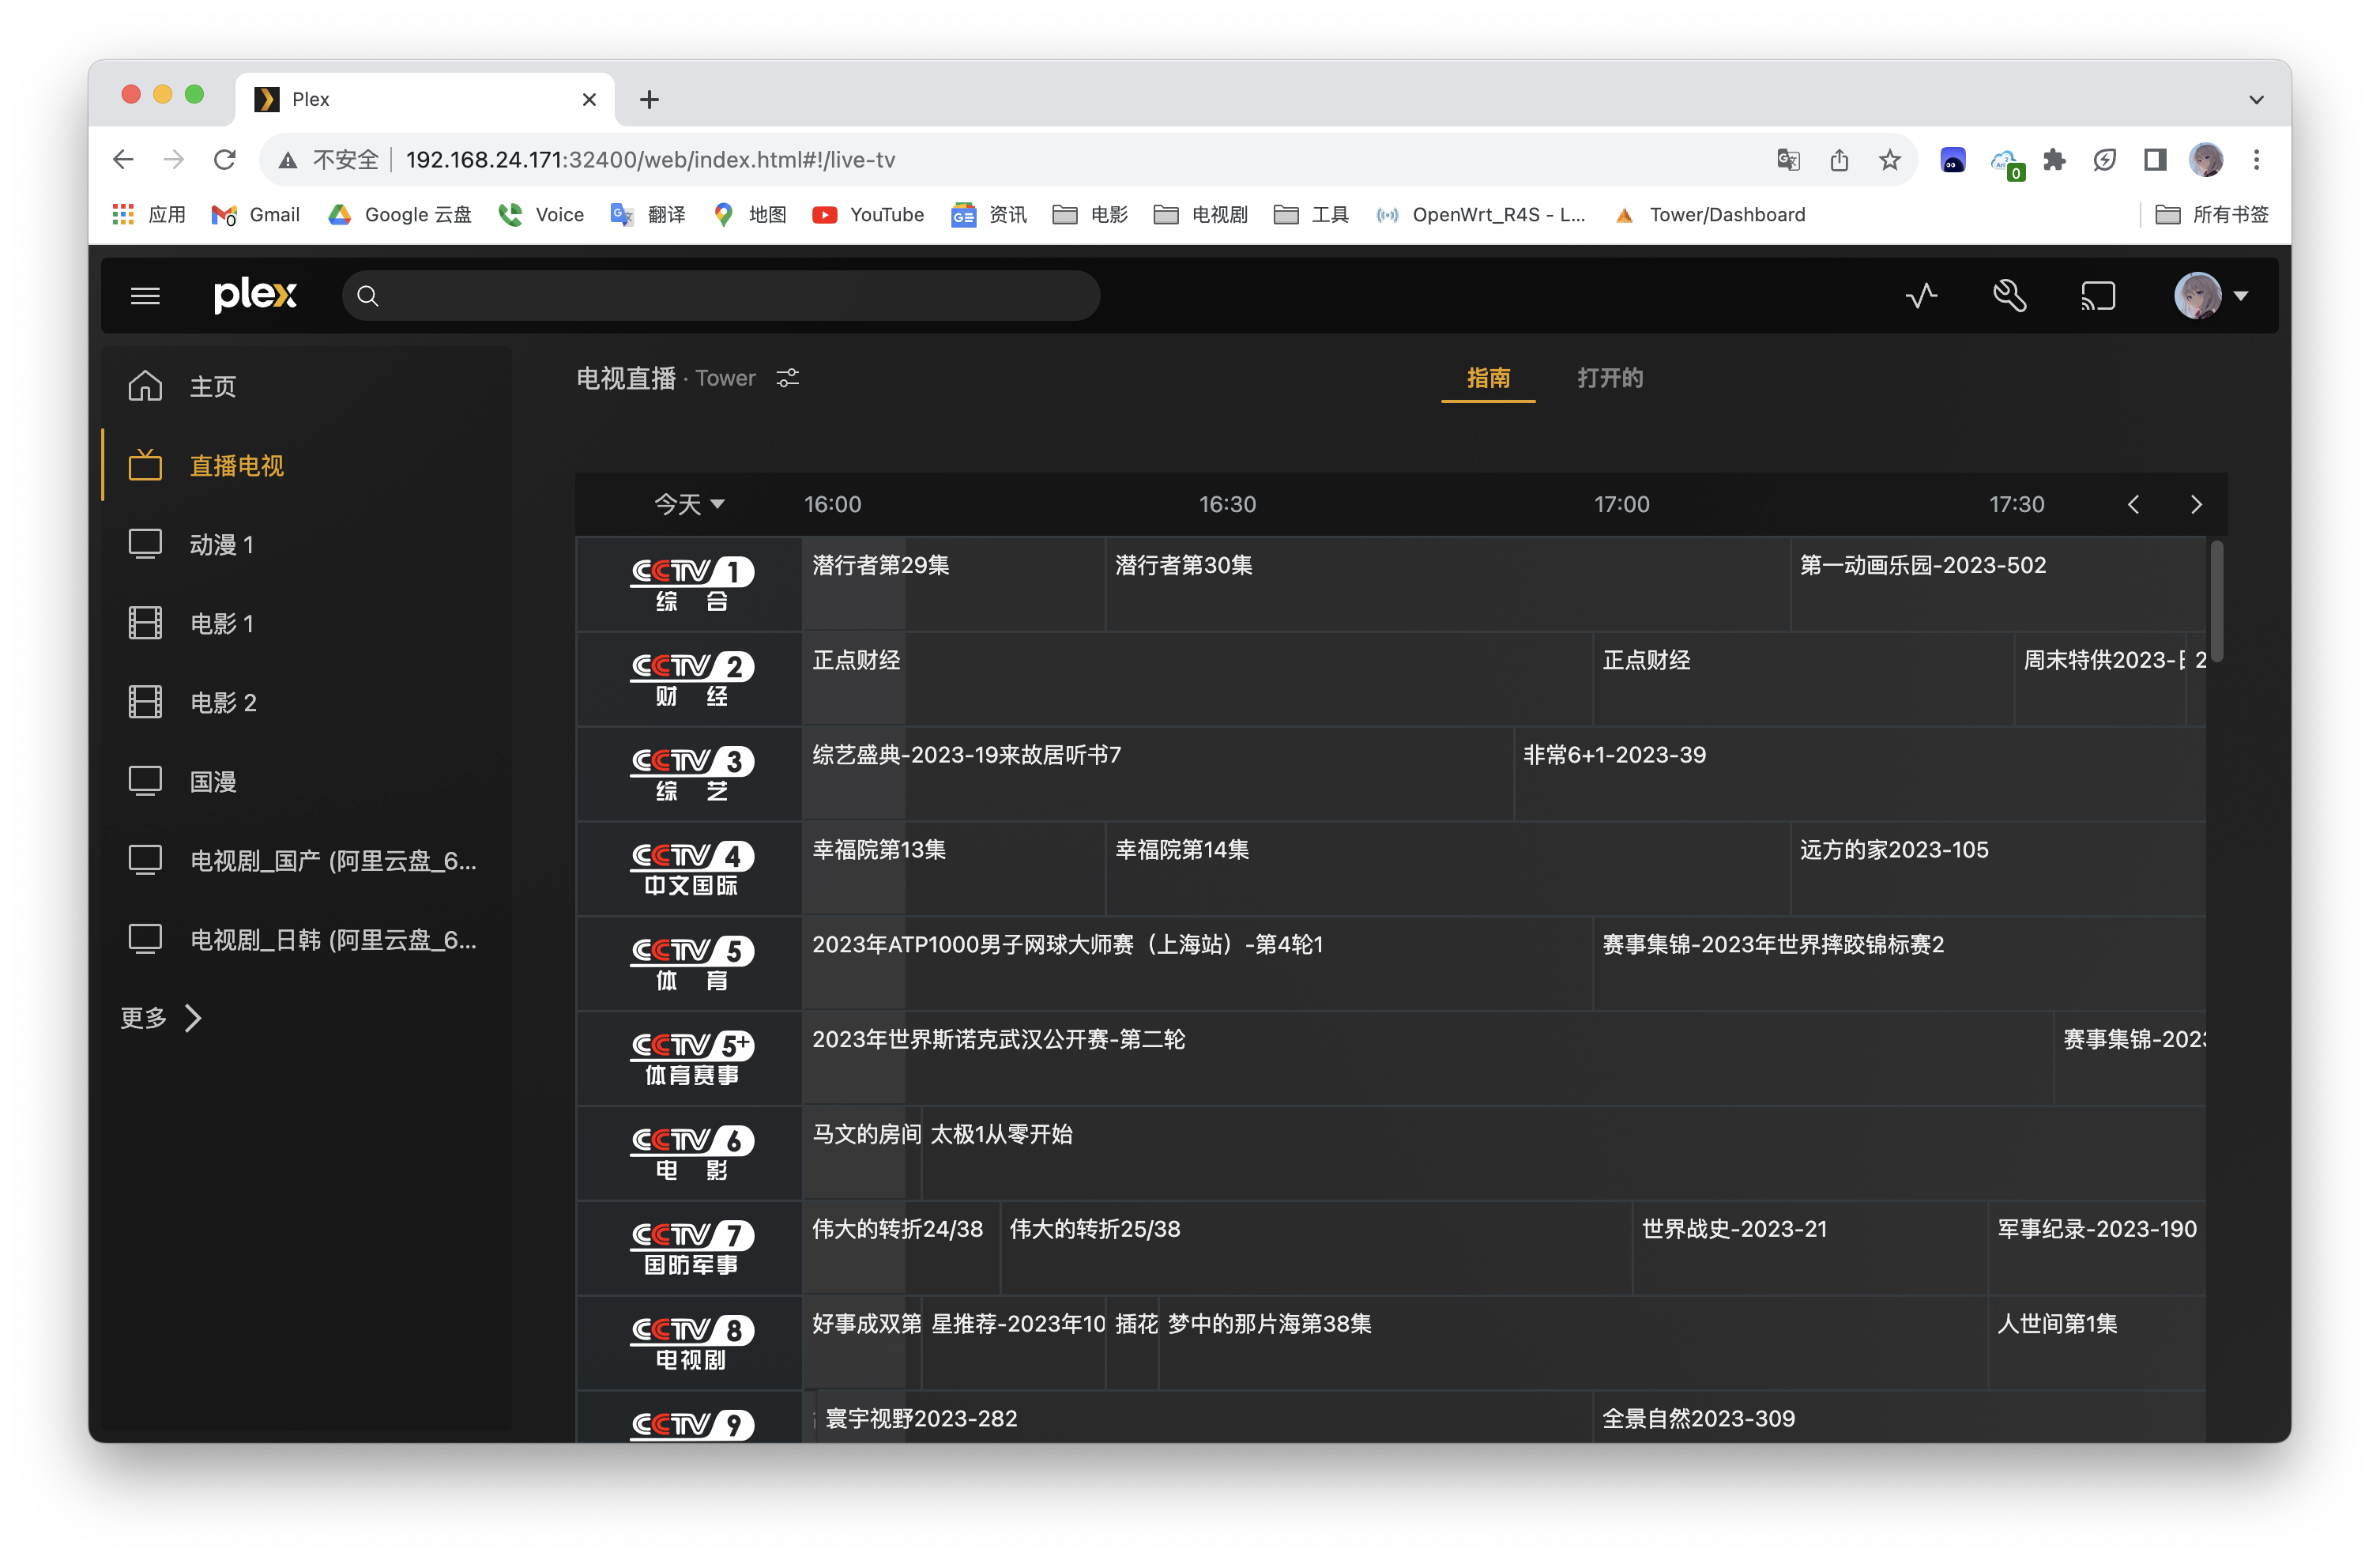 Plex
不安全 192.168.24.171:32400/web/index.html#!/live-tv
0
应用 Gmail Google 云盘 Voice 翻译 地图 YouTube 资讯 电影 电视剧 工具 OpenWrt_R4S - L... Tower/Dashboard 所有书签
plex
主页
直播电视
动漫 1
电影 1
电影 2
国漫
电视剧_国产 (阿里云盘_6...
电视剧_日韩 (阿里云盘_6...
更多
电视直播 · Tower 指南 打开的
今天 16:00 16:30 17:00 17:30
CCTV 1 综合 潜行者第29集 潜行者第30集 第一动画乐园-2023-502
CCTV 2 财经 正点财经 正点财经 周末特供2023- 2
CCTV 3 综艺 综艺盛典-2023-19来故居听书7 非常6+1-2023-39
CCTV 4 中文国际 幸福院第13集 幸福院第14集 远方的家2023-105
CCTV 5 体育 2023年ATP1000男子网球大师赛（上海站）-第4轮1 赛事集锦-2023年世界摔跤锦标赛2
CCTV 5+ 体育赛事 2023年世界斯诺克武汉公开赛-第二轮 赛事集锦-202
CCTV 6 电影 马文的房间 太极1从零开始
CCTV 7 国防军事 伟大的转折24/38 伟大的转折25/38 世界战史-2023-21 军事纪录-2023-190
CCTV 8 电视剧 好事成双第 星推荐-2023年10 插花 梦中的那片海第38集 人世间第1集
CCTV 9 寰宇视野2023-282 全景自然2023-309